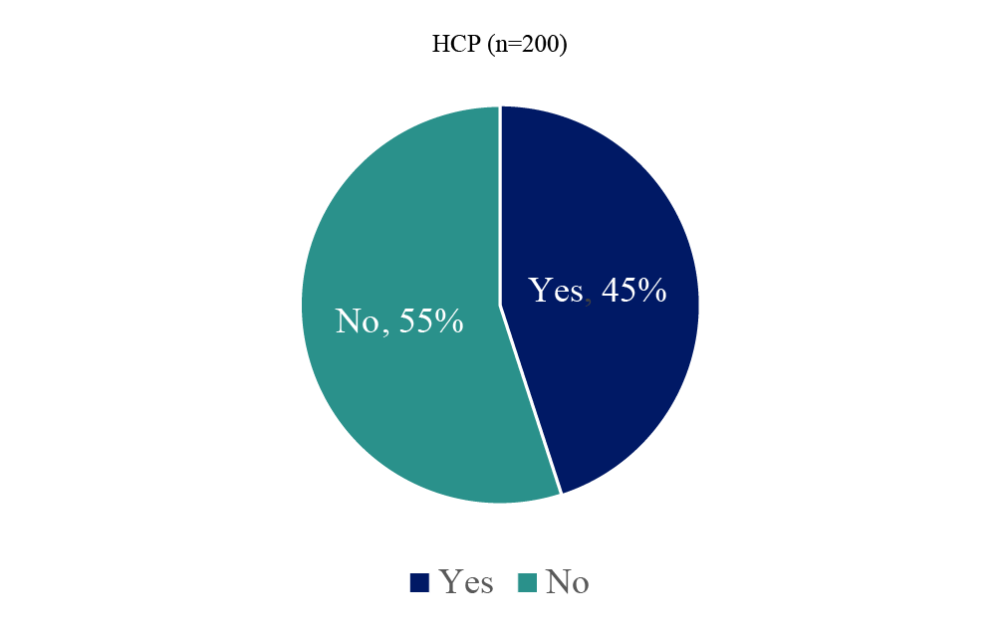 HCP (n=200)
Yes, 45%
No, 55%
Yes No